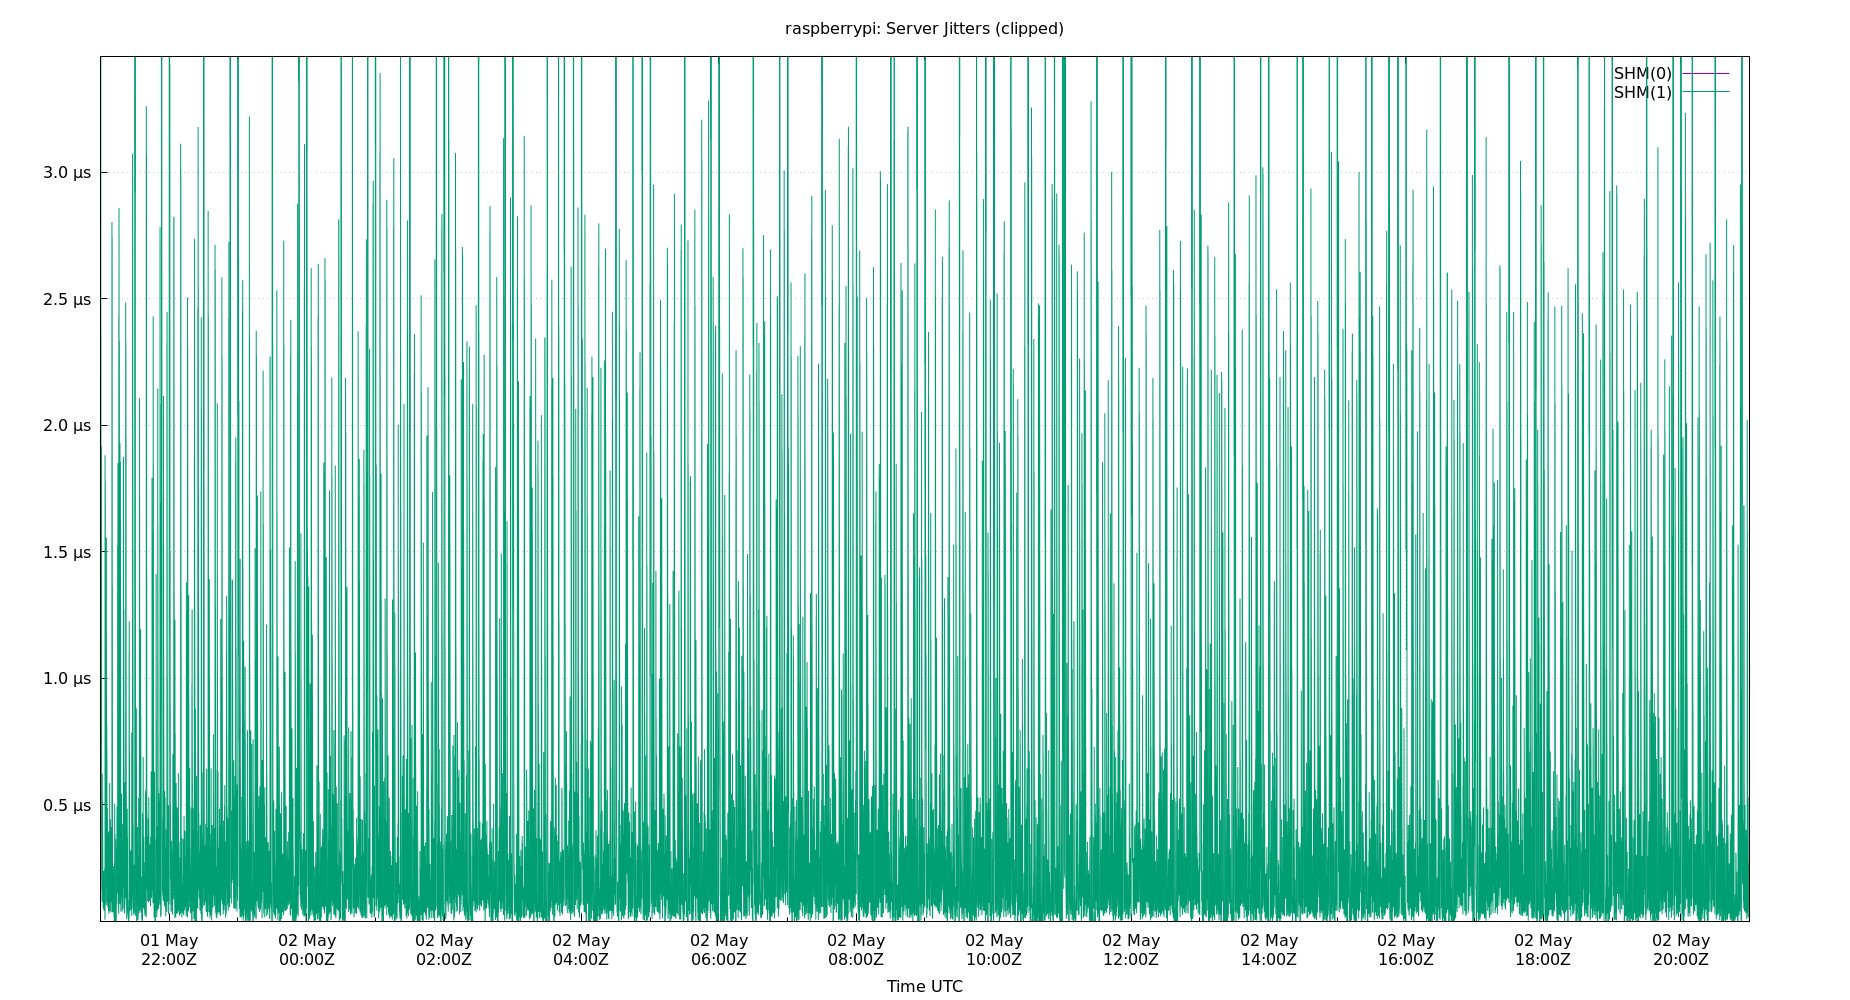 raspberrypi: Server Jitters (clipped)
SHM(0)
SHM(1)
3.0 µs
2.5 µs
2.0 µs
1.5 µs
1.0 µs
0.5 µs
01 May 02 May 02 May 02 May 02 May 02 May 02 May 02 May 02 May 02 May 02 May 02 May
22:00Z 00:00Z 02:00Z 04:00Z 06:00Z 08:00Z 10:00Z 12:00Z 14:00Z 16:00Z 18:00Z 20:00Z
Time UTC